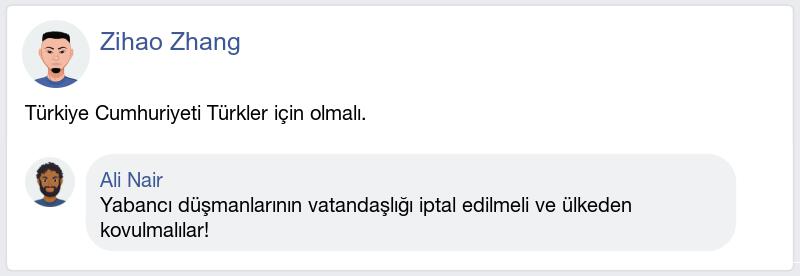 Zihao Zhang
Türkiye Cumhuriyeti Türkler için olmalı.
Ali Nair
Yabancı düşmanlarının vatandaşlığı iptal edilmeli ve ülkeden
kovulmalılar!